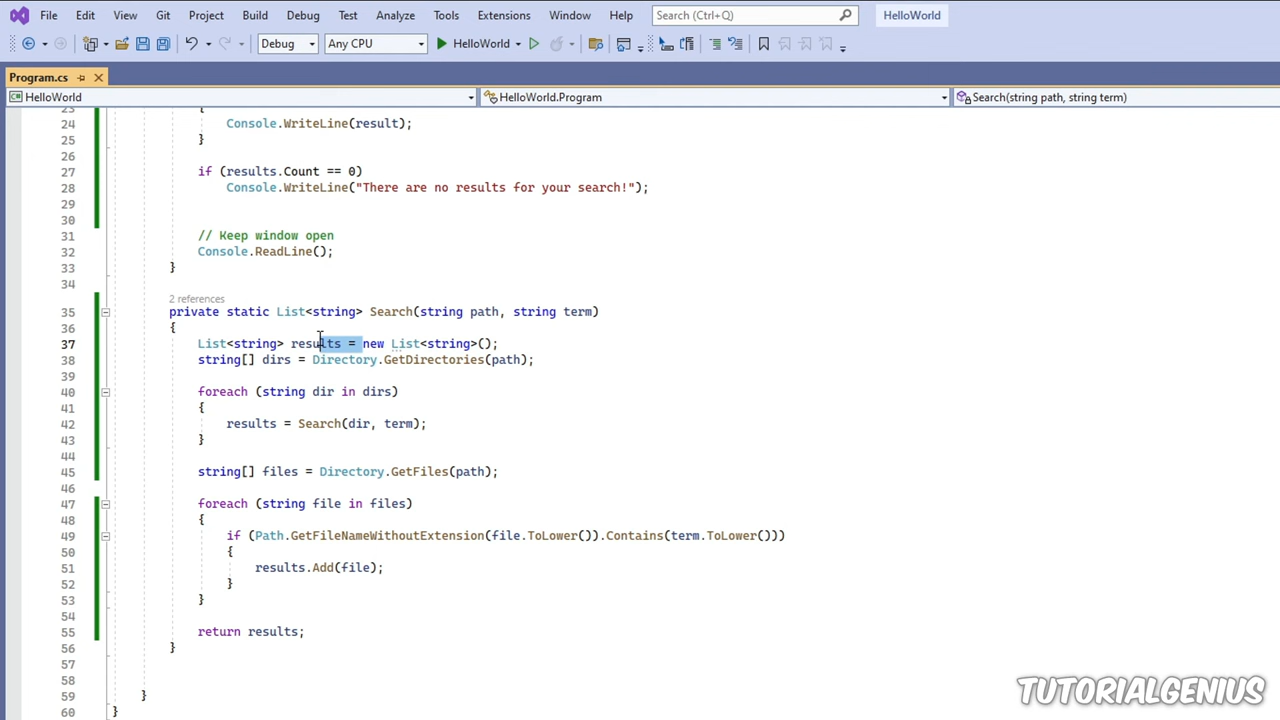 File Edit View Git Project Build Debug Test Analyze Tools Extensions Window Help Search (Ctrl+Q) HelloWorld
Debug Any CPU HelloWorld
Program.cs
HelloWorld HelloWorld.Program Search(string path, string term)
23 {
24 Console.WriteLine(result);
25 }
26
27 if (results.Count == 0)
28 Console.WriteLine("There are no results for your search!");
29
30
31 // Keep window open
32 Console.ReadLine();
33 }
34
2 references
35 private static List<string> Search(string path, string term)
36 {
37 List<string> results = new List<string>();
38 string[] dirs = Directory.GetDirectories(path);
39
40 foreach (string dir in dirs)
41 {
42 results = Search(dir, term);
43 }
44
45 string[] files = Directory.GetFiles(path);
46
47 foreach (string file in files)
48 {
49 if (Path.GetFileNameWithoutExtension(file.ToLower()).Contains(term.ToLower()))
50 {
51 results.Add(file);
52 }
53 }
54
55 return results;
56 }
57
58
59 }
60 }
TUTORIALGENIUS